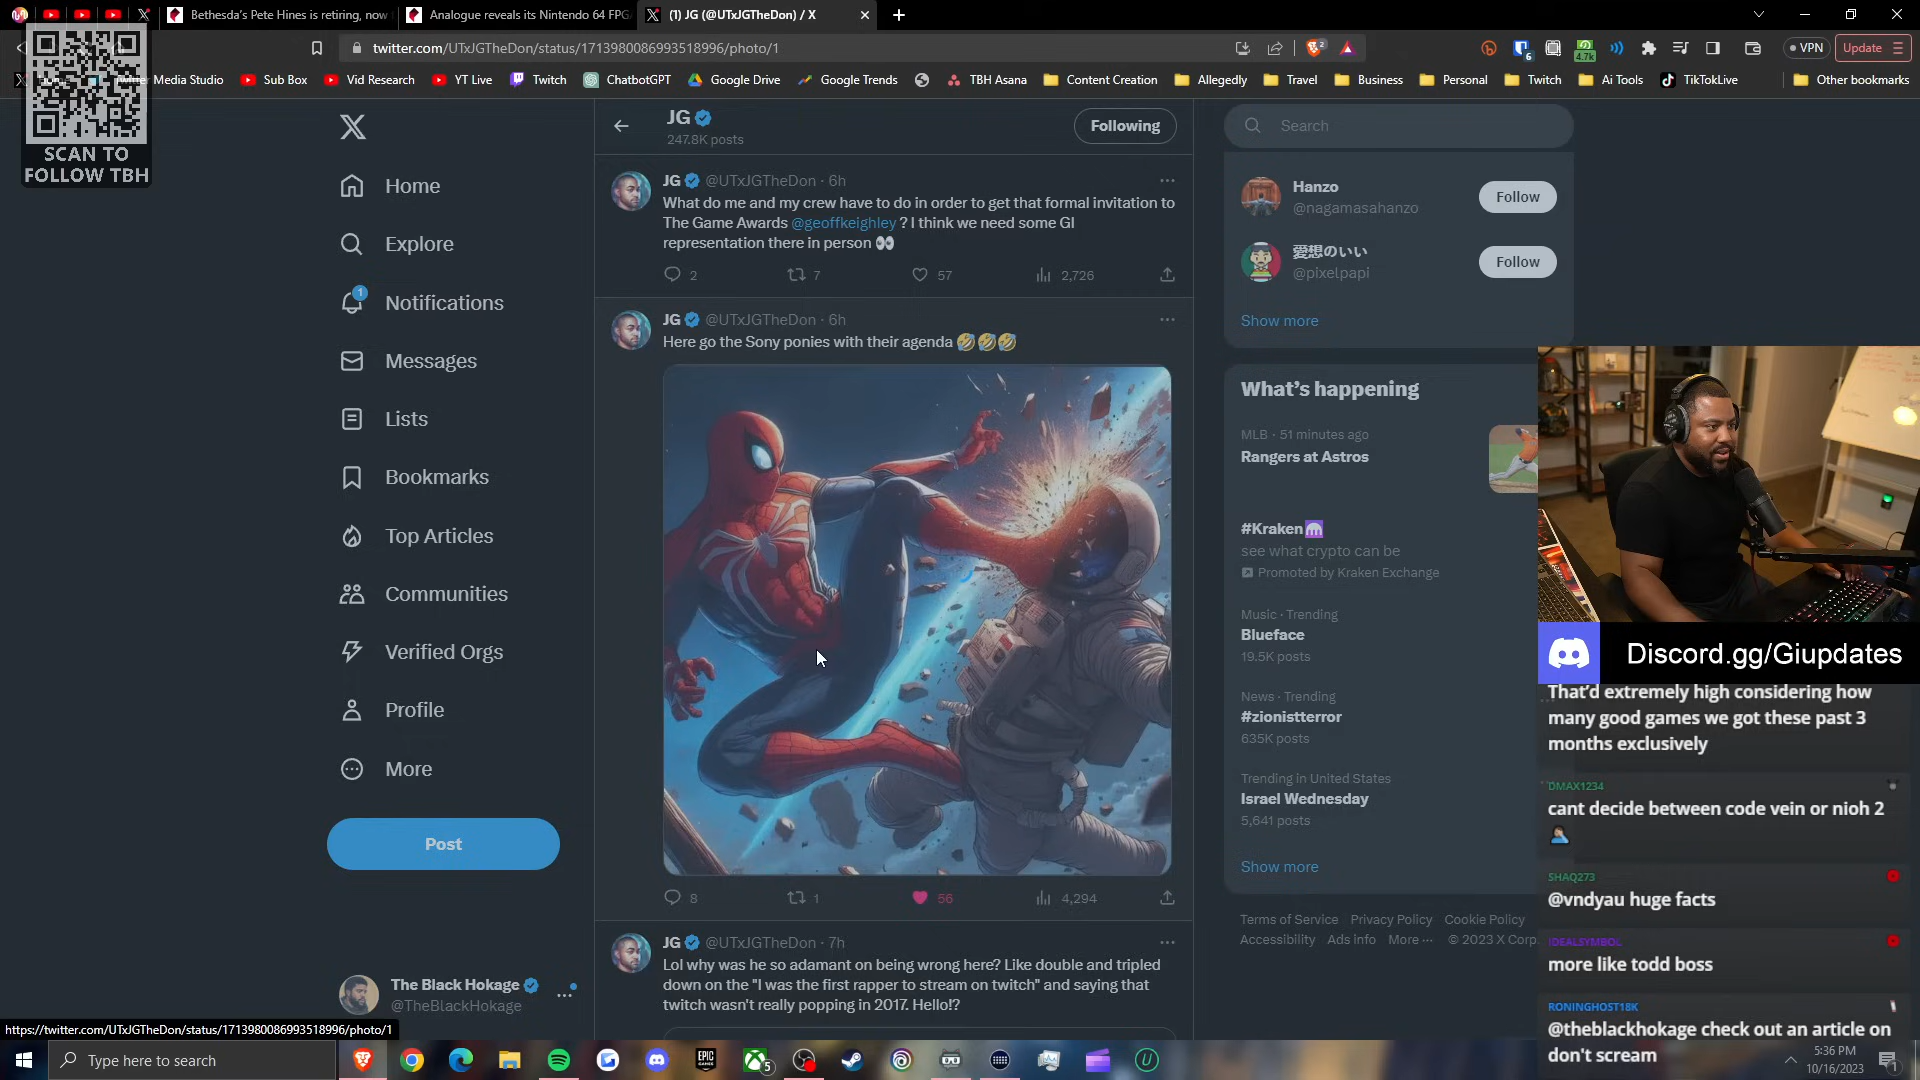 Bethesda's Pete Hines is retiring, now
Analogue reveals its Nintendo 64 FPG
(1) JG (@UTxJGTheDon) / X
twitter.com/UTxJGTheDon/status/1713980086993518996/photo/1
2
6
4.7k
VPN
Update
Twitter Media Studio
Sub Box
Vid Research
YT Live
Twitch
ChatbotGPT
Google Drive
Google Trends
TBH Asana
Content Creation
Allegedly
Travel
Business
Personal
Twitch
Ai Tools
TikTokLive
Other bookmarks
SCAN TO
FOLLOW TBH
Home
Explore
1
Notifications
Messages
Lists
Bookmarks
Top Articles
Communities
Verified Orgs
Profile
More
Post
The Black Hokage
@TheBlackHokage
https://twitter.com/UTxJGTheDon/status/1713980086993518996/photo/1
JG
247.8K posts
Following
JG @UTxJGTheDon · 6h
What do me and my crew have to do in order to get that formal invitation to
The Game Awards @geoffkeighley ? I think we need some GI
representation there in person 👀
2 7 57 2,726
JG @UTxJGTheDon · 6h
Here go the Sony ponies with their agenda 🤣🤣🤣
8 1 56 4,294
JG @UTxJGTheDon · 7h
Lol why was he so adamant on being wrong here? Like double and tripled
down on the "I was the first rapper to stream on twitch" and saying that
twitch wasn't really popping in 2017. Hello!?
Search
Hanzo
@nagamasahanzo
Follow
愛想のいい
@pixelpapi
Follow
Show more
What's happening
MLB · 51 minutes ago
Rangers at Astros
#Kraken
see what crypto can be
Promoted by Kraken Exchange
Music · Trending
Blueface
19.5K posts
News · Trending
#zionistterror
635K posts
Trending in United States
Israel Wednesday
5,641 posts
Show more
Terms of Service Privacy Policy Cookie Policy
Accessibility Ads info More ··· © 2023 X Corp.
Discord.gg/Giupdates
That'd extremely high considering how
many good games we got these past 3
months exclusively
DMAX1234
cant decide between code vein or nioh 2
SHAQ273
@vndyau huge facts
IDEALSYMBOL
more like todd boss
RONINGHOST18K
@theblackhokage check out an article on
don't scream
Type here to search
EPIC GAMES
5
5:36 PM
10/16/2023
1